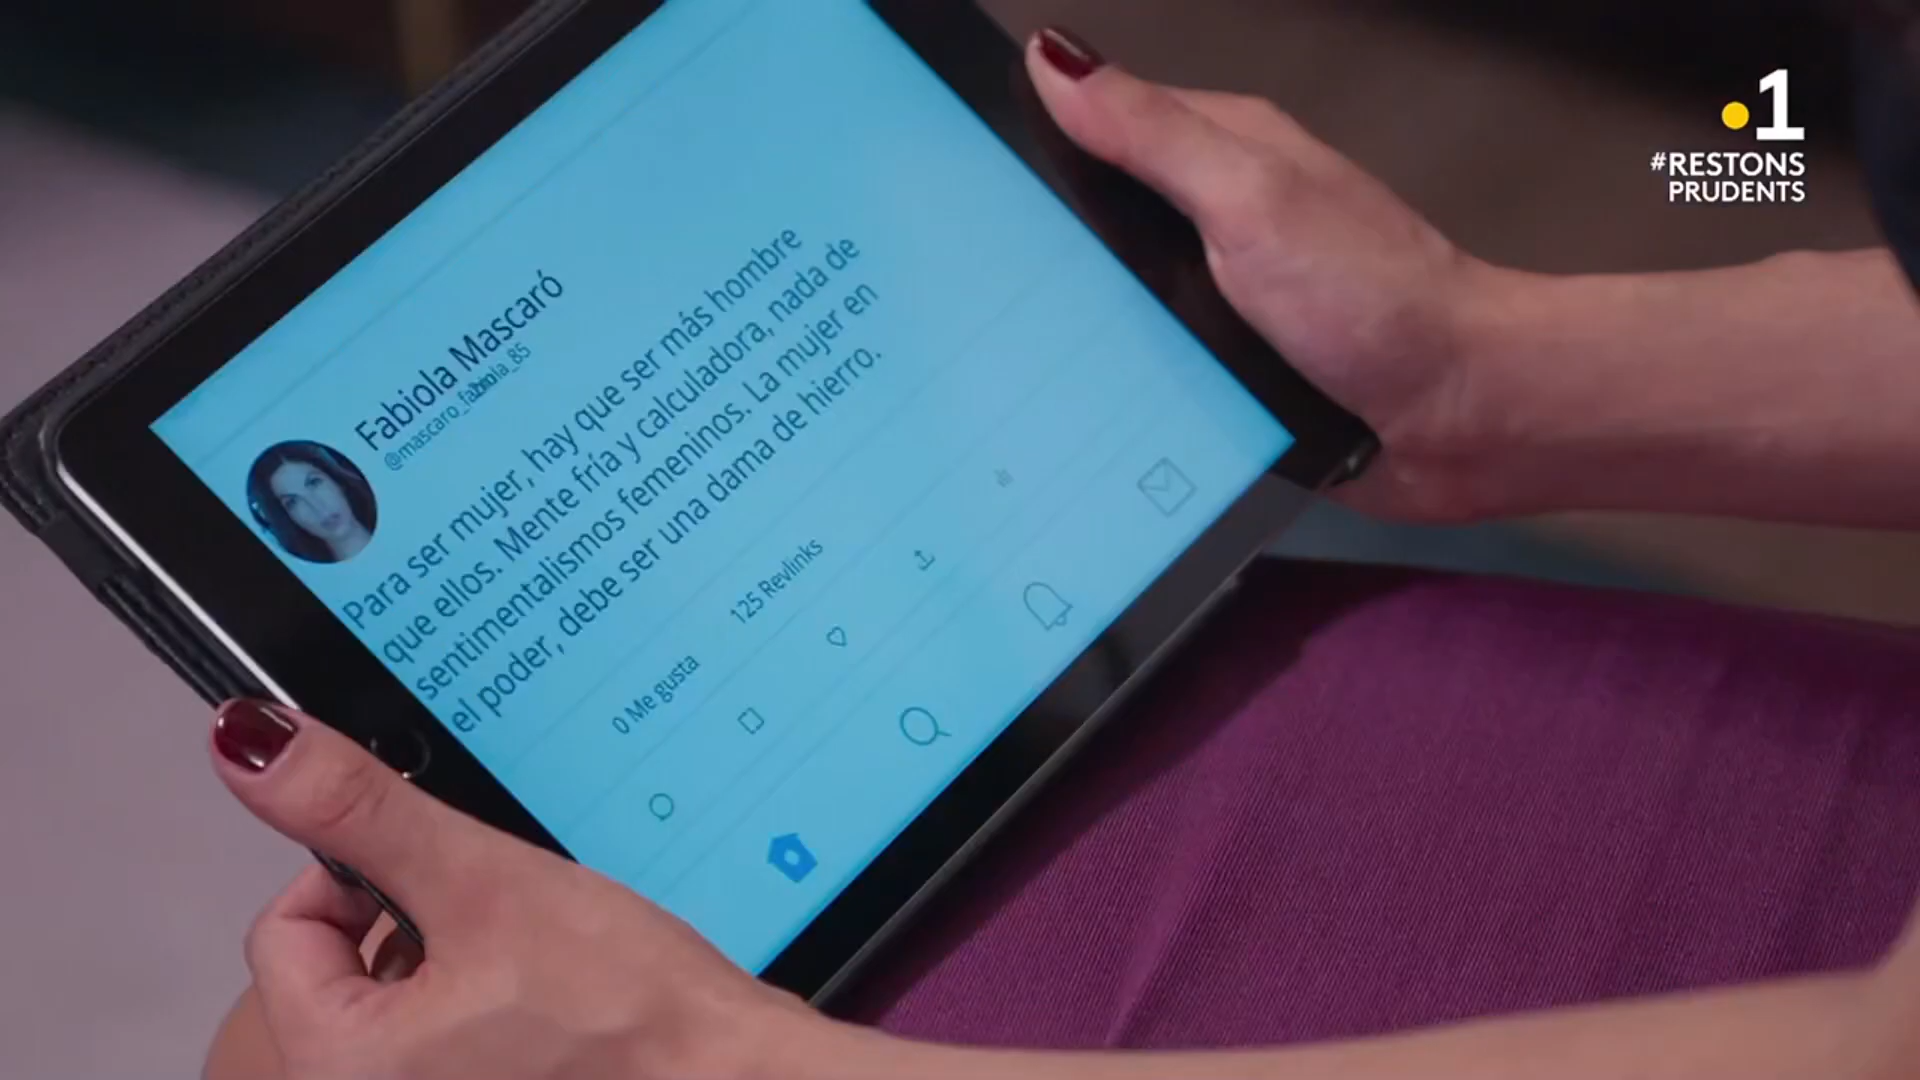 1
#RESTONS
PRUDENTS
Fabiola Mascaró
Para ser mujer, hay que ser más hombre
que ellos. Mente fría y calculadora, nada de
sentimentalismos femeninos. La mujer en
el poder, debe ser una dama de hierro.
0 Me gusta
125 Revlinks